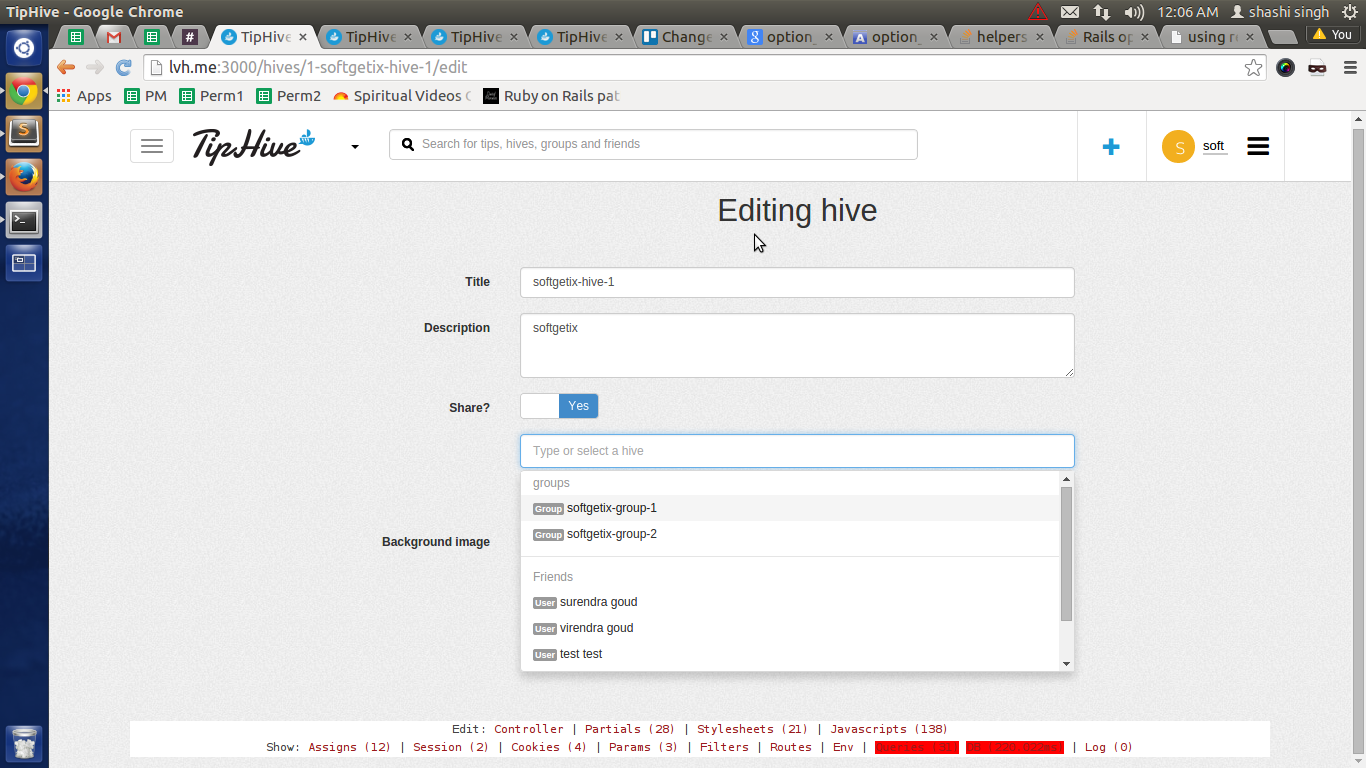 TipHive - Google Chrome
12:06 AM shashi singh
# TipHive TipHive TipHive TipHive Change option_ option_ helpers Rails op using re You
lvh.me:3000/hives/1-softgetix-hive-1/edit
Apps PM Perm1 Perm2 Spiritual Videos Ruby on Rails pat
TipHive Search for tips, hives, groups and friends + S soft
Editing hive
Title softgetix-hive-1
Description softgetix
Share? Yes
Type or select a hive
groups
Group softgetix-group-1
Group softgetix-group-2
Background image
Friends
User surendra goud
User virendra goud
User test test
Edit: Controller | Partials (28) | Stylesheets (21) | Javascripts (138)
Show: Assigns (12) | Session (2) | Cookies (4) | Params (3) | Filters | Routes | Env | Queries | Log (0)